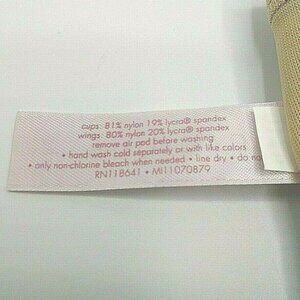 cups: 81% nylon 19% lycra® spandex
wings: 80% nylon 20% lycra® spandex
remove air pad before washing
• hand wash cold separately or with like colors
• only non-chlorine bleach when needed • line dry • do no
RN118641 • MI11070879